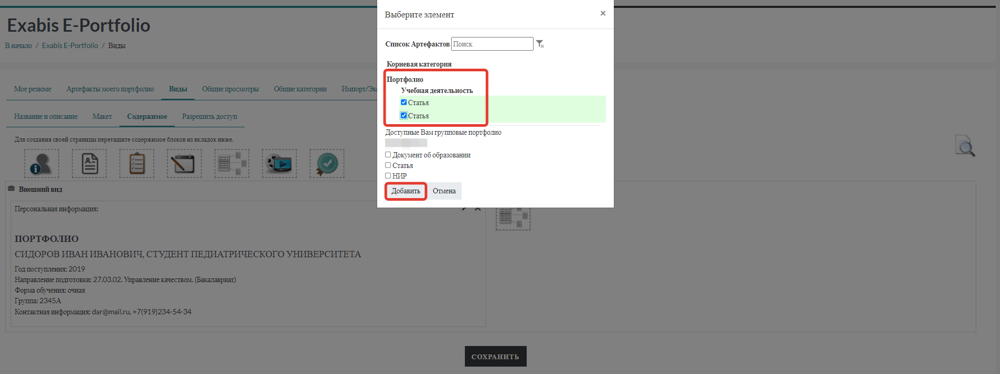 Exabis E-Portfolio
В начало / Exabis E-Portfolio / Виды
Мое резюме Артефакты моего портфолио Виды Общие просмотры Общие категории Импорт/Эк
Название и описание Макет Содержимое Разрешить доступ
Для создания своей страницы перетащите содержимое блоков из вкладок ниже.
Внешний вид
Персональная информация:
ПОРТФОЛИО
СИДОРОВ ИВАН ИВАНОВИЧ, СТУДЕНТ ПЕДИАТРИЧЕСКОГО УНИВЕРСИТЕТА
Год поступления: 2019
Направление подготовки: 27.03.02. Управление качеством. (Бакалавриат)
Форма обучения: очная
Группа: 2345А
Контактная информация: dar@mail.ru, +7(919)234-54-34
СОХРАНИТЬ
Выберите элемент ×
Список Артефактов Поиск
Корневая категория
Портфолио
Учебная деятельность
Статья
Статья
Доступные Вам групповые портфолио
Документ об образовании
Статья
НИР
Добавить Отмена